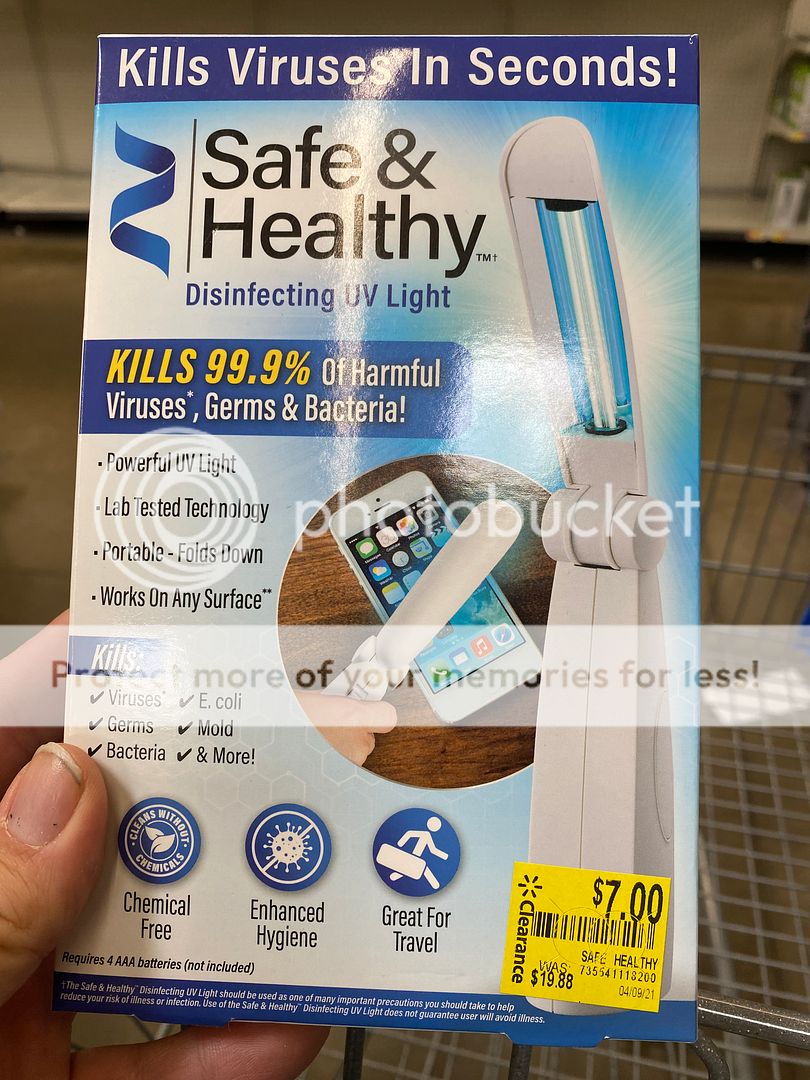 Kills Viruses In Seconds!
Safe &
Healthy™†
Disinfecting UV Light
KILLS 99.9% Of Harmful
Viruses*, Germs & Bacteria!
· Powerful UV Light
· Lab Tested Technology
· Portable - Folds Down
· Works On Any Surface**
photobucket
Protect more of your memories for less!
Kills:
✔ Viruses* ✔ E. coli
✔ Germs ✔ Mold
✔ Bacteria ✔ & More!
· CLEANS WITHOUT · CHEMICALS
Chemical
Free
Enhanced
Hygiene
Great For
Travel
Clearance
$7.00
SAFE HEALTHY
WAS: 735541118200
$19.88 04/09/21
Requires 4 AAA batteries (not included)
†The Safe & Healthy™ Disinfecting UV Light should be used as one of many important precautions you should take to help
reduce your risk of illness or infection. Use of the Safe & Healthy™ Disinfecting UV Light does not guarantee user will avoid illness.